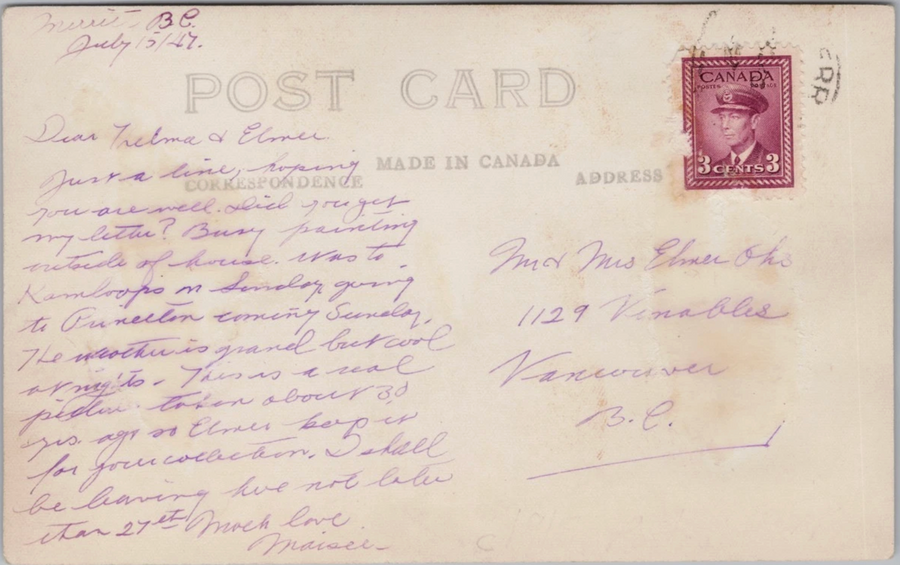 Merritt B.C.
July 15/47.
POST CARD
CANADA
POSTES POSTAGE
3 CENTS 3
MADE IN CANADA
CORRESPONDENCE
ADDRESS
Dear Thelma & Elmer
Just a line, hoping
you are well. Did you get
my letter? Busy painting
outside of house. Was to
Kamloops on Sunday, going
to Princeton coming Sunday.
The weather is grand but cool
at nights - This is a real
picture taken about 30
yrs. ago so Elmer keep it
for your collection. I shall
be leaving here not later
than 27th Much love
Maisee
Mr & Mrs Elmer
1129 Vinables
Vancouver
B.C.